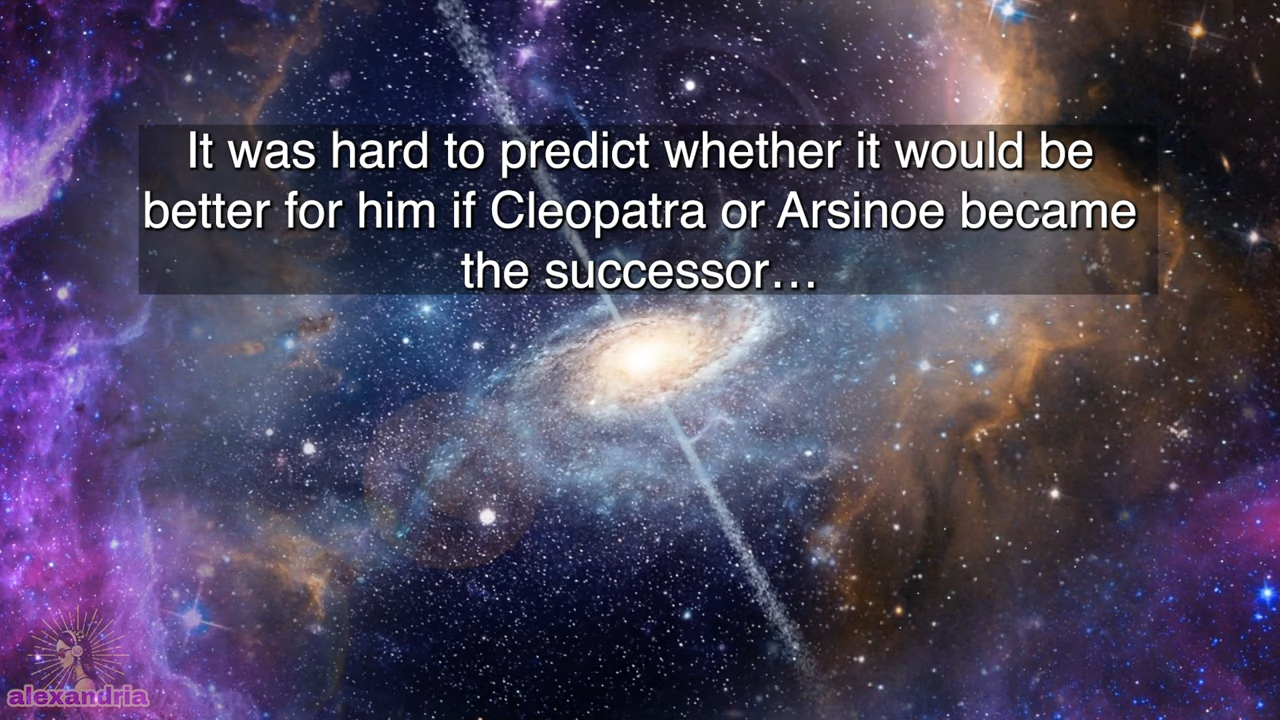 It was hard to predict whether it would be
better for him if Cleopatra or Arsinoe became
the successor…
alexandria